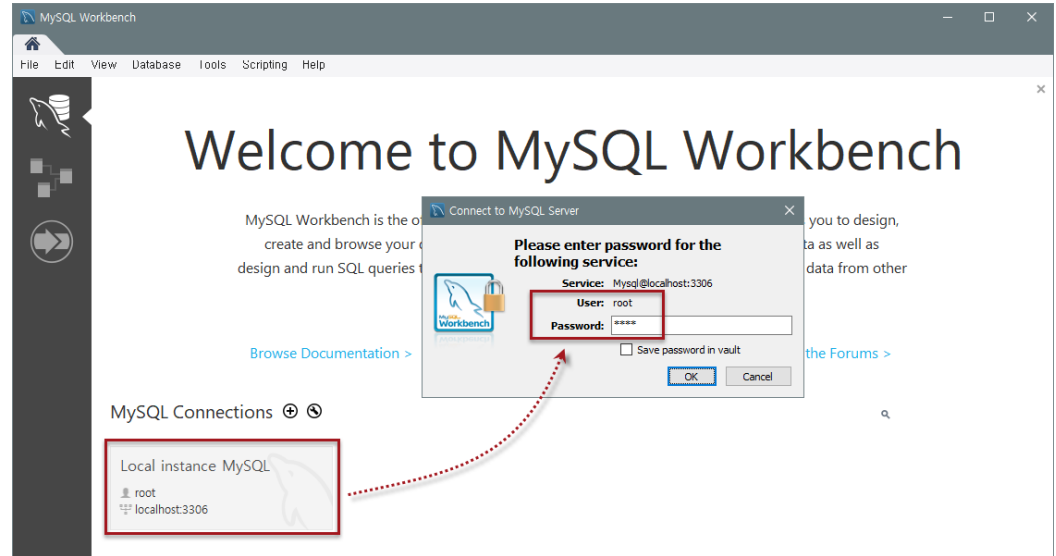 MySQL Workbench
File Edit View Database Tools Scripting Help
Welcome to MySQL Workbench
MySQL Workbench is the o
you to design,
create and browse your
ta as well as
design and run SQL queries t
data from other
Browse Documentation >
the Forums >
Connect to MySQL Server
Please enter password for the
following service:
Service: Mysql@localhost:3306
User: root
Password: ****
Save password in vault
OK Cancel
MySQL
Workbench
MySQL Connections
Local instance MySQL
root
localhost:3306